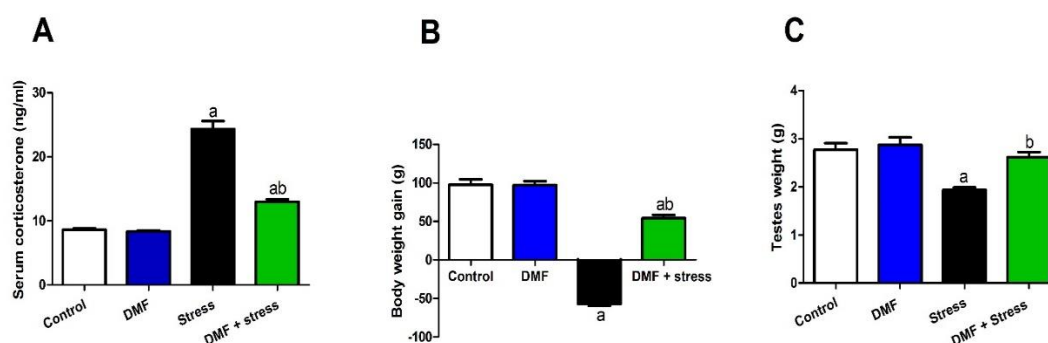 A
Serum corticosterone (ng/ml)
30
20
10
0
a
ab
Control
DMF
Stress
DMF + stress
B
Body weight gain (g)
150
100
50
0
-50
-100
ab
a
Control
DMF
DMF + stress
C
Testes weight (g)
4
3
2
1
0
a
b
Control
DMF
Stress
DMF + Stress